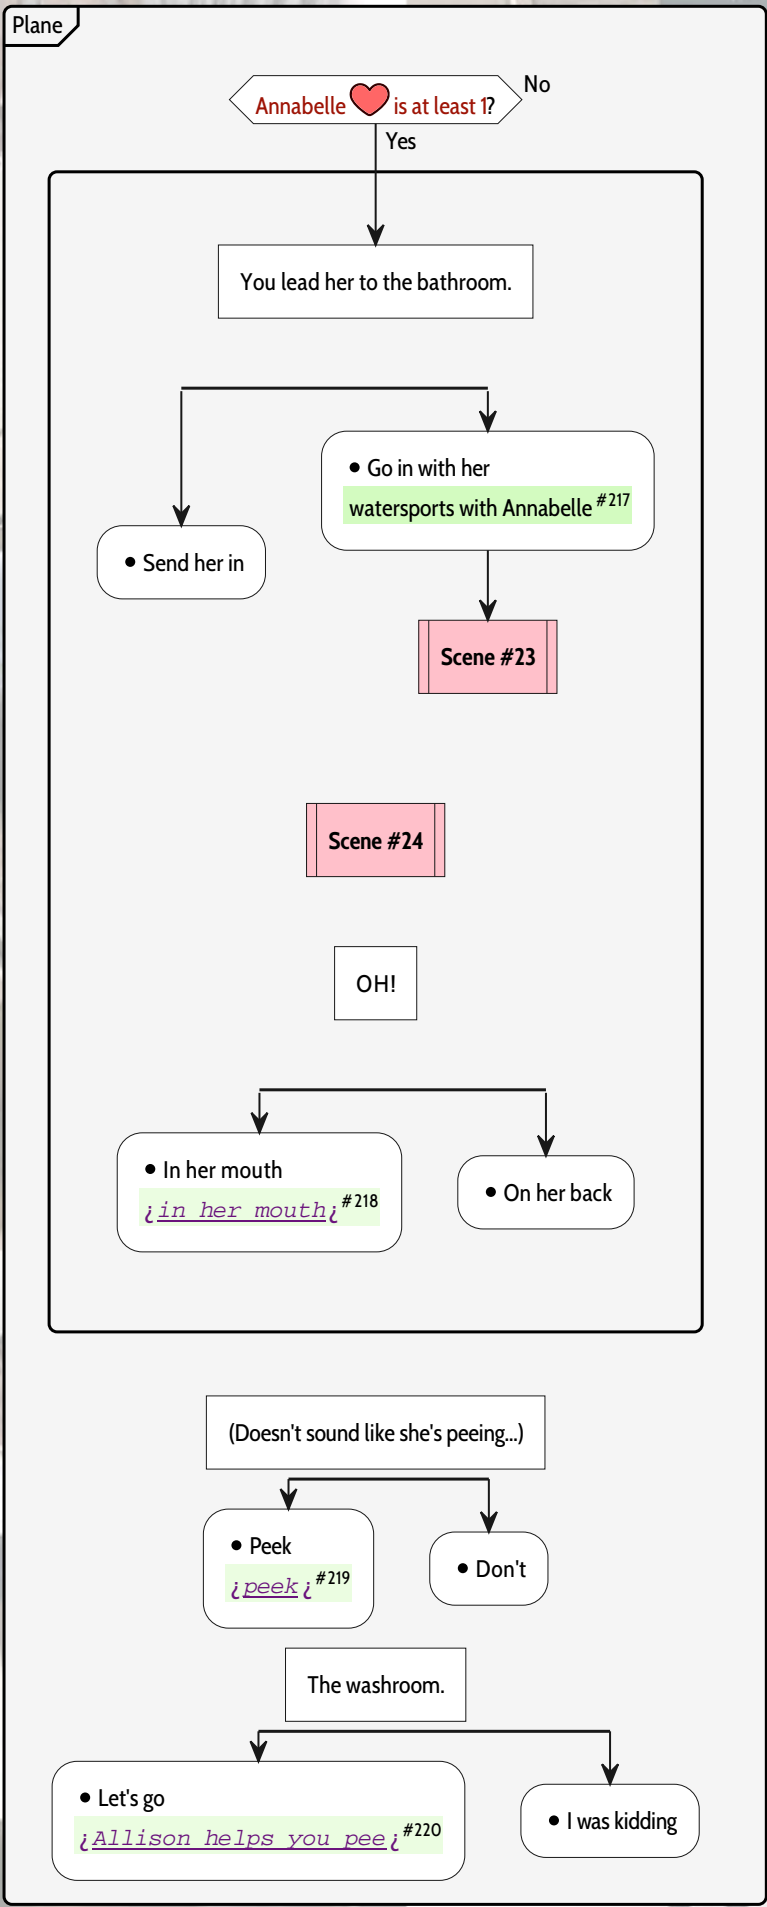 Plane
Annabelle is at least 1?
No
Yes
You lead her to the bathroom.
• Go in with her
watersports with Annabelle #217
• Send her in
Scene #23
Scene #24
OH!
• In her mouth
¿in her mouth¿ #218
• On her back
(Doesn't sound like she's peeing...)
• Peek
¿peek¿ #219
• Don't
The washroom.
• Let's go
¿Allison helps you pee¿ #220
• I was kidding